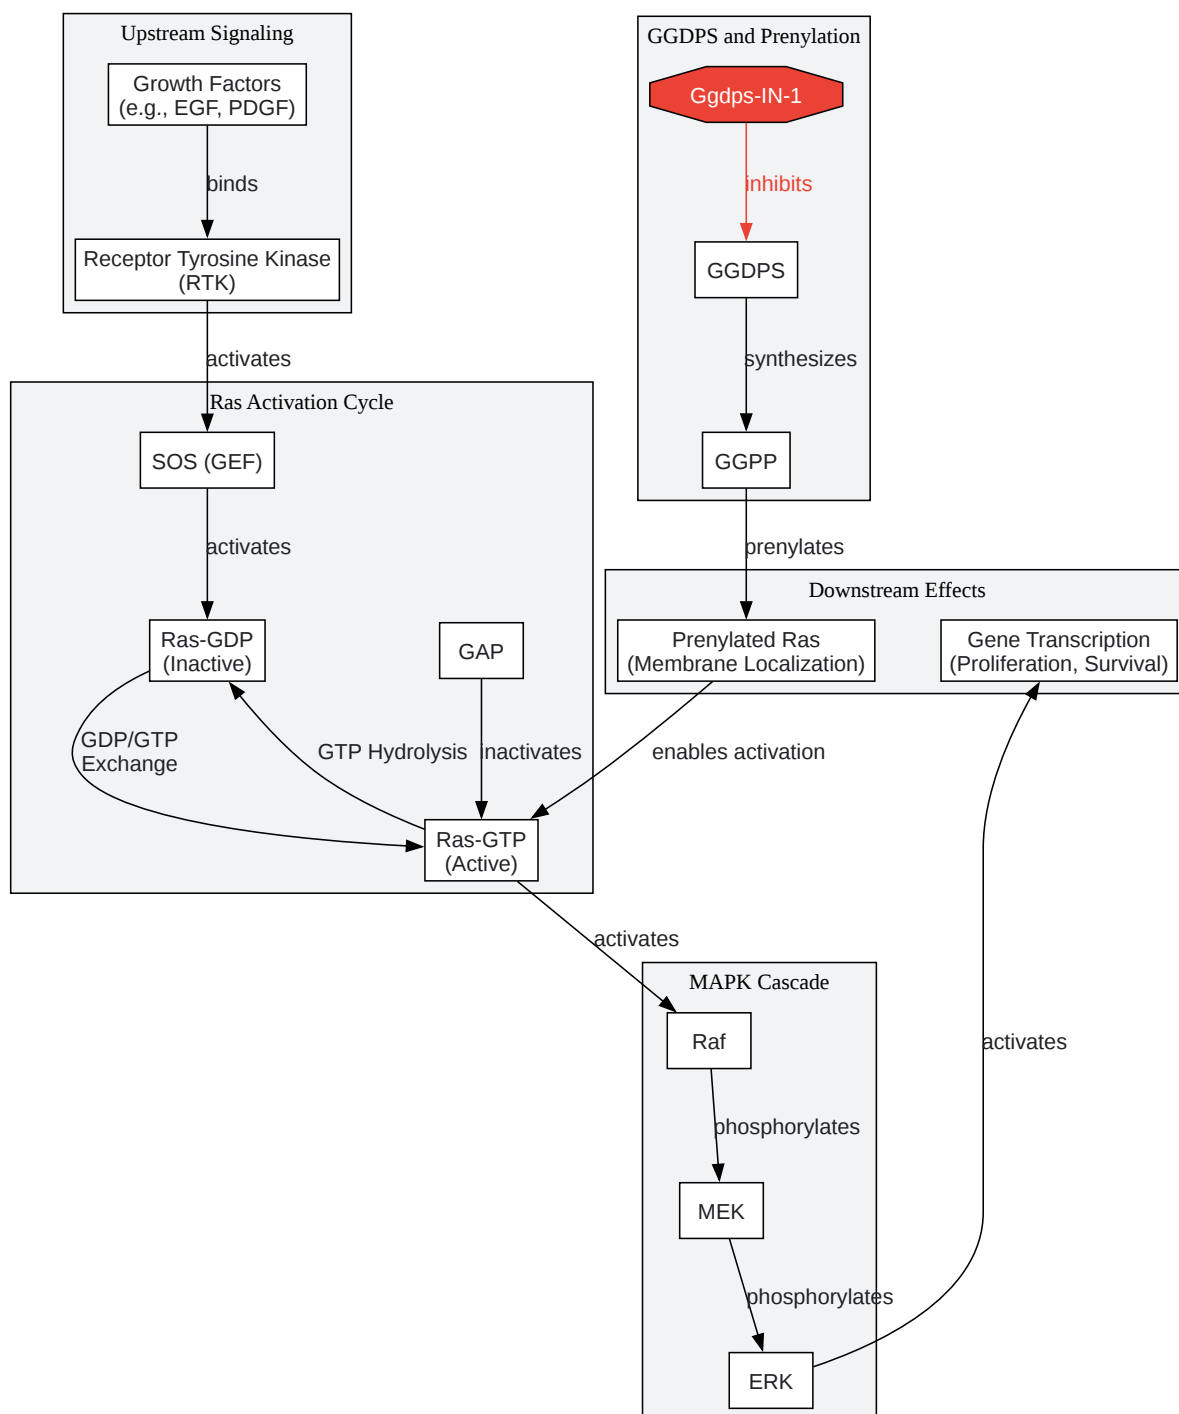 Upstream Signaling
Growth Factors
(e.g., EGF, PDGF)
binds
Receptor Tyrosine Kinase
(RTK)
activates
GGDPS and Prenylation
Ggdps-IN-1
inhibits
GGDPS
synthesizes
GGPP
prenylates
Ras Activation Cycle
SOS (GEF)
activates
Ras-GDP
(Inactive)
GAP
GDP/GTP
Exchange
GTP Hydrolysis
inactivates
Ras-GTP
(Active)
Downstream Effects
Prenylated Ras
(Membrane Localization)
Gene Transcription
(Proliferation, Survival)
enables activation
activates
MAPK Cascade
Raf
phosphorylates
MEK
phosphorylates
ERK
activates